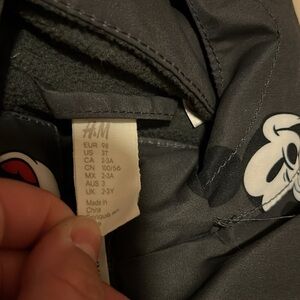 H&M
EUR 98
US 3T
CA 2-3A
CN 100/56
MX 2-3A
AUS 3
UK 2-3Y
Made in